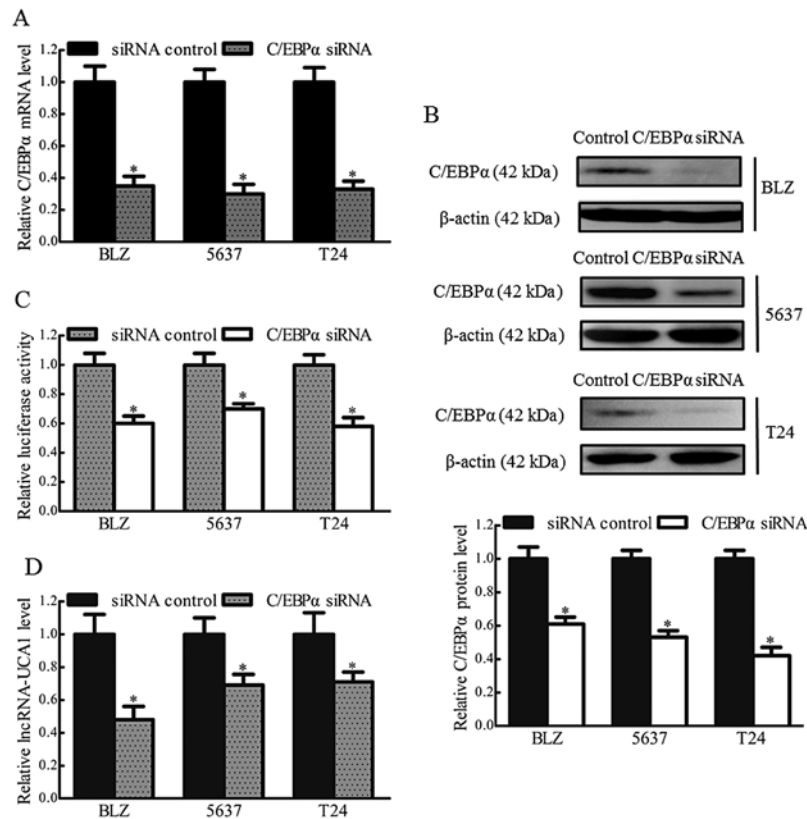 A
siRNA control C/EBPα siRNA
Relative C/EBPα mRNA level
1.2
1.0
0.8
0.6
0.4
0.2
0.0
* * *
BLZ 5637 T24
B
Control C/EBPα siRNA
C/EBPα (42 kDa)
β-actin (42 kDa)
BLZ
Control C/EBPα siRNA
C/EBPα (42 kDa)
β-actin (42 kDa)
5637
Control C/EBPα siRNA
C/EBPα (42 kDa)
β-actin (42 kDa)
T24
siRNA control C/EBPα siRNA
Relative C/EBPα protein level
1.2
1.0
0.8
0.6
0.4
0.2
0.0
* * *
BLZ 5637 T24
C
siRNA control C/EBPα siRNA
Relative luciferase activity
1.2
1.0
0.8
0.6
0.4
0.2
0.0
* * *
BLZ 5637 T24
D
siRNA control C/EBPα siRNA
Relative lncRNA-UCA1 level
1.2
1.0
0.8
0.6
0.4
0.2
0.0
* * *
BLZ 5637 T24